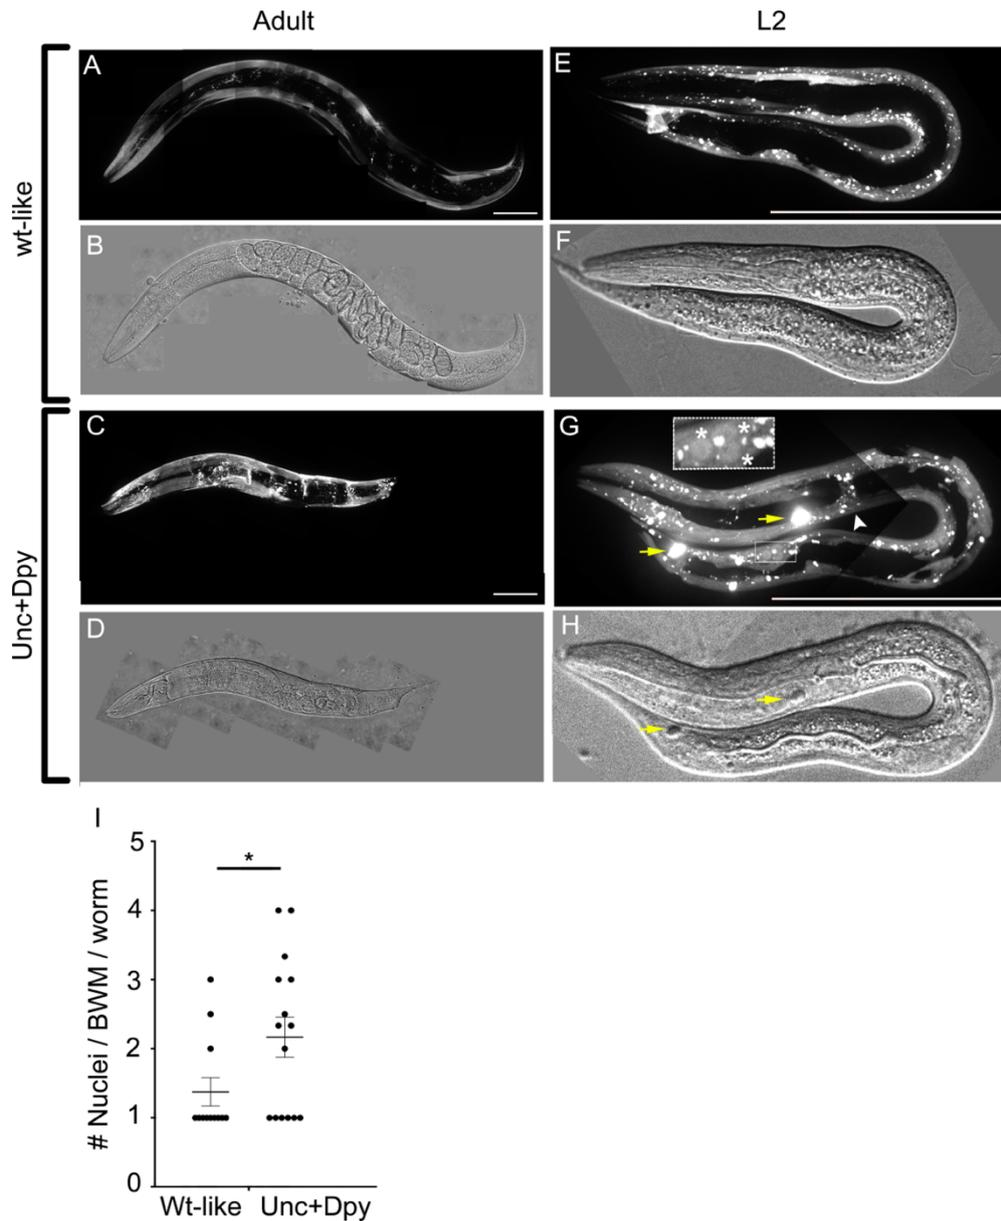 Adult
L2
wt-like
A
E
B
F
Unc+Dpy
C
G
* *
*
D
H
I
*
# Nuclei / BWM / worm
5
4
3
2
1
0
Wt-like Unc+Dpy